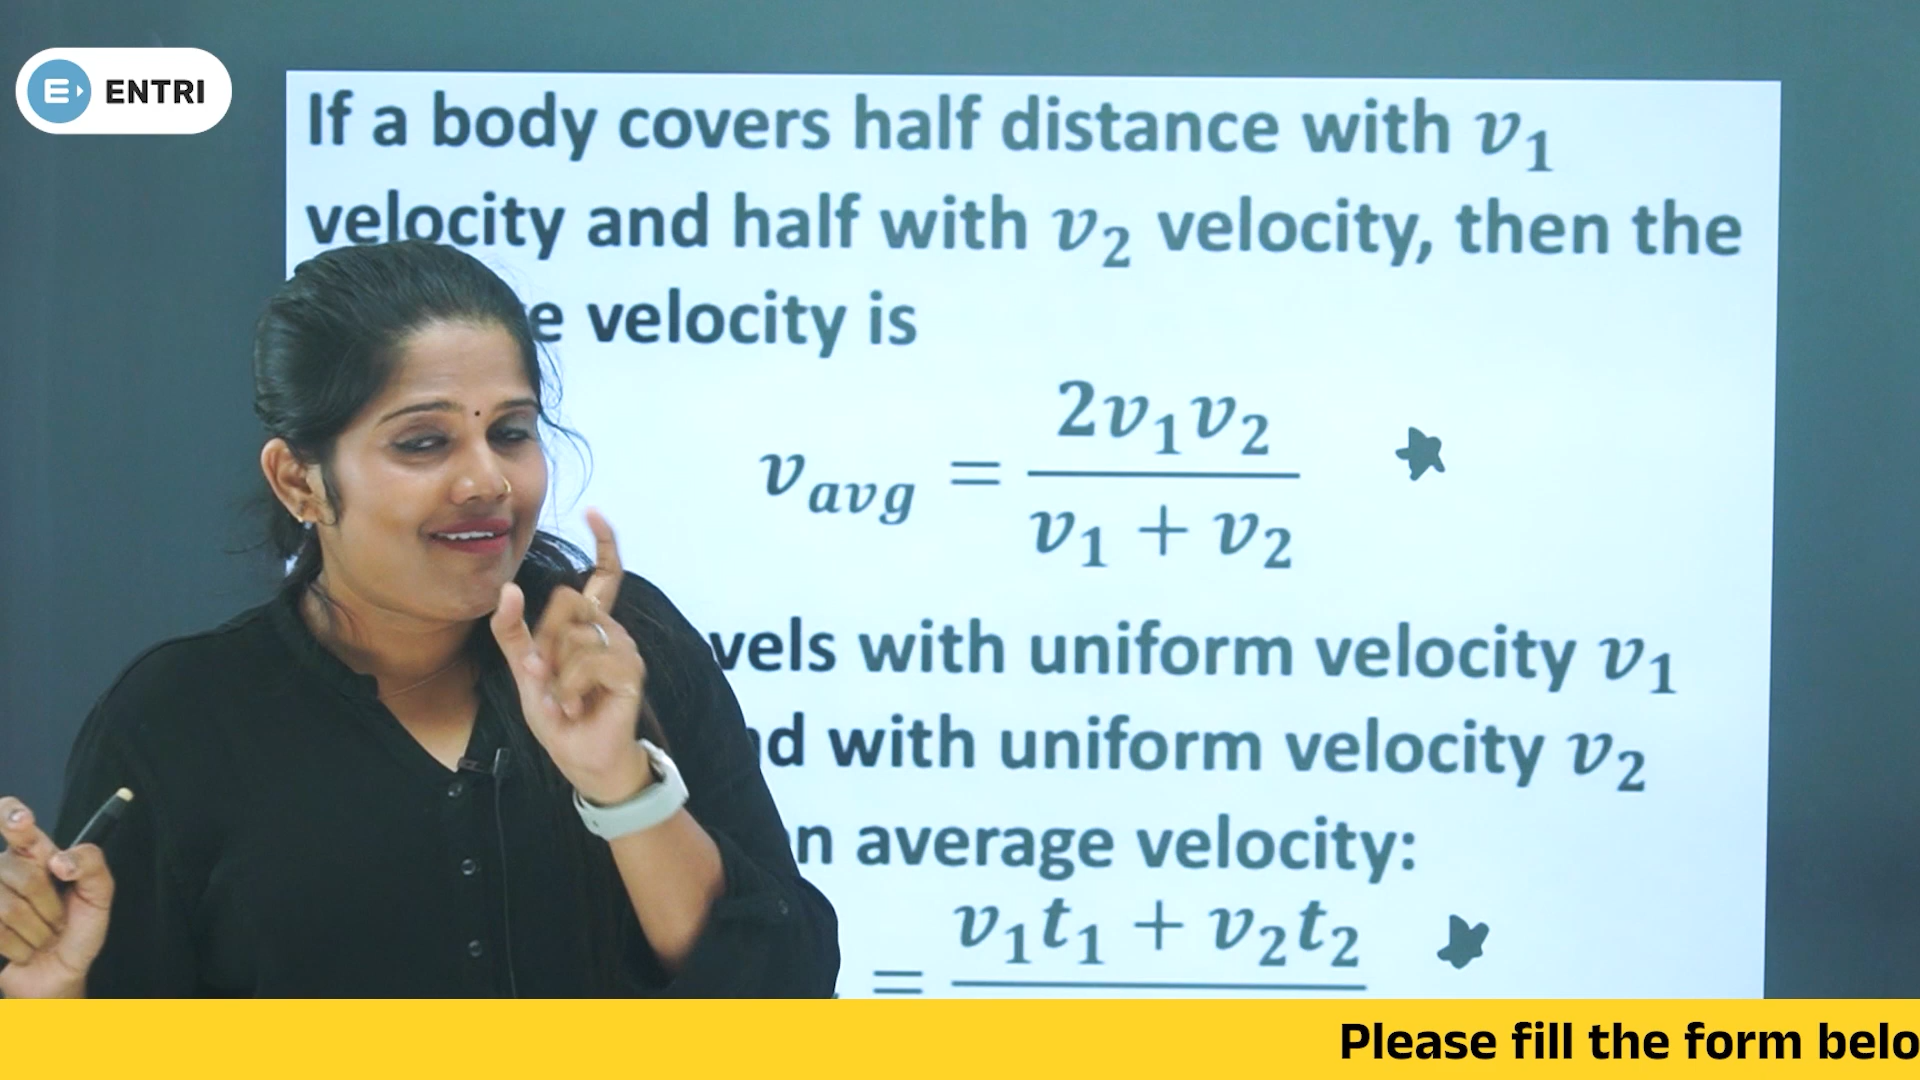 ENTRI
If a body covers half distance with v₁
velocity and half with v₂ velocity, then the
velocity is
v_avg = 2v₁v₂ / (v₁ + v₂)
with uniform velocity v₁
with uniform velocity v₂
average velocity:
= v₁t₁ + v₂t₂
Please fill the form